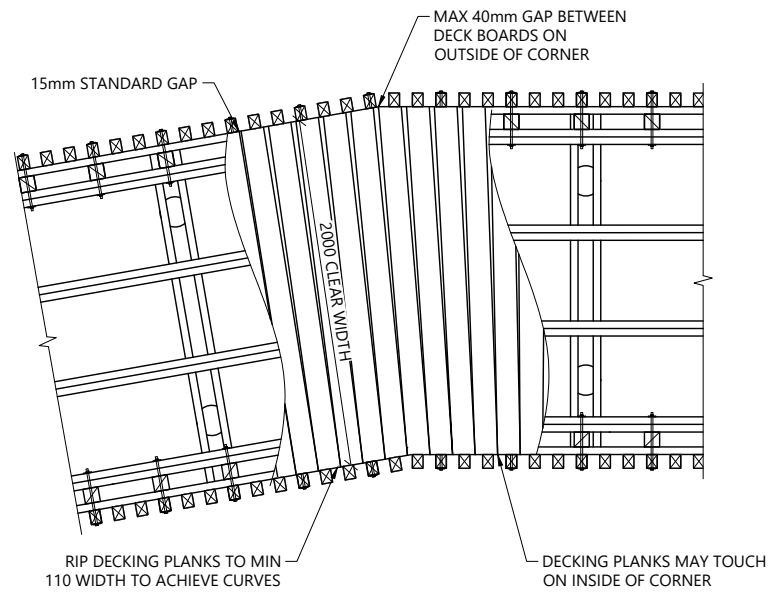 MAX 40mm GAP BETWEEN
DECK BOARDS ON
OUTSIDE OF CORNER
15mm STANDARD GAP
2000 CLEAR WIDTH
RIP DECKING PLANKS TO MIN
110 WIDTH TO ACHIEVE CURVES
DECKING PLANKS MAY TOUCH
ON INSIDE OF CORNER